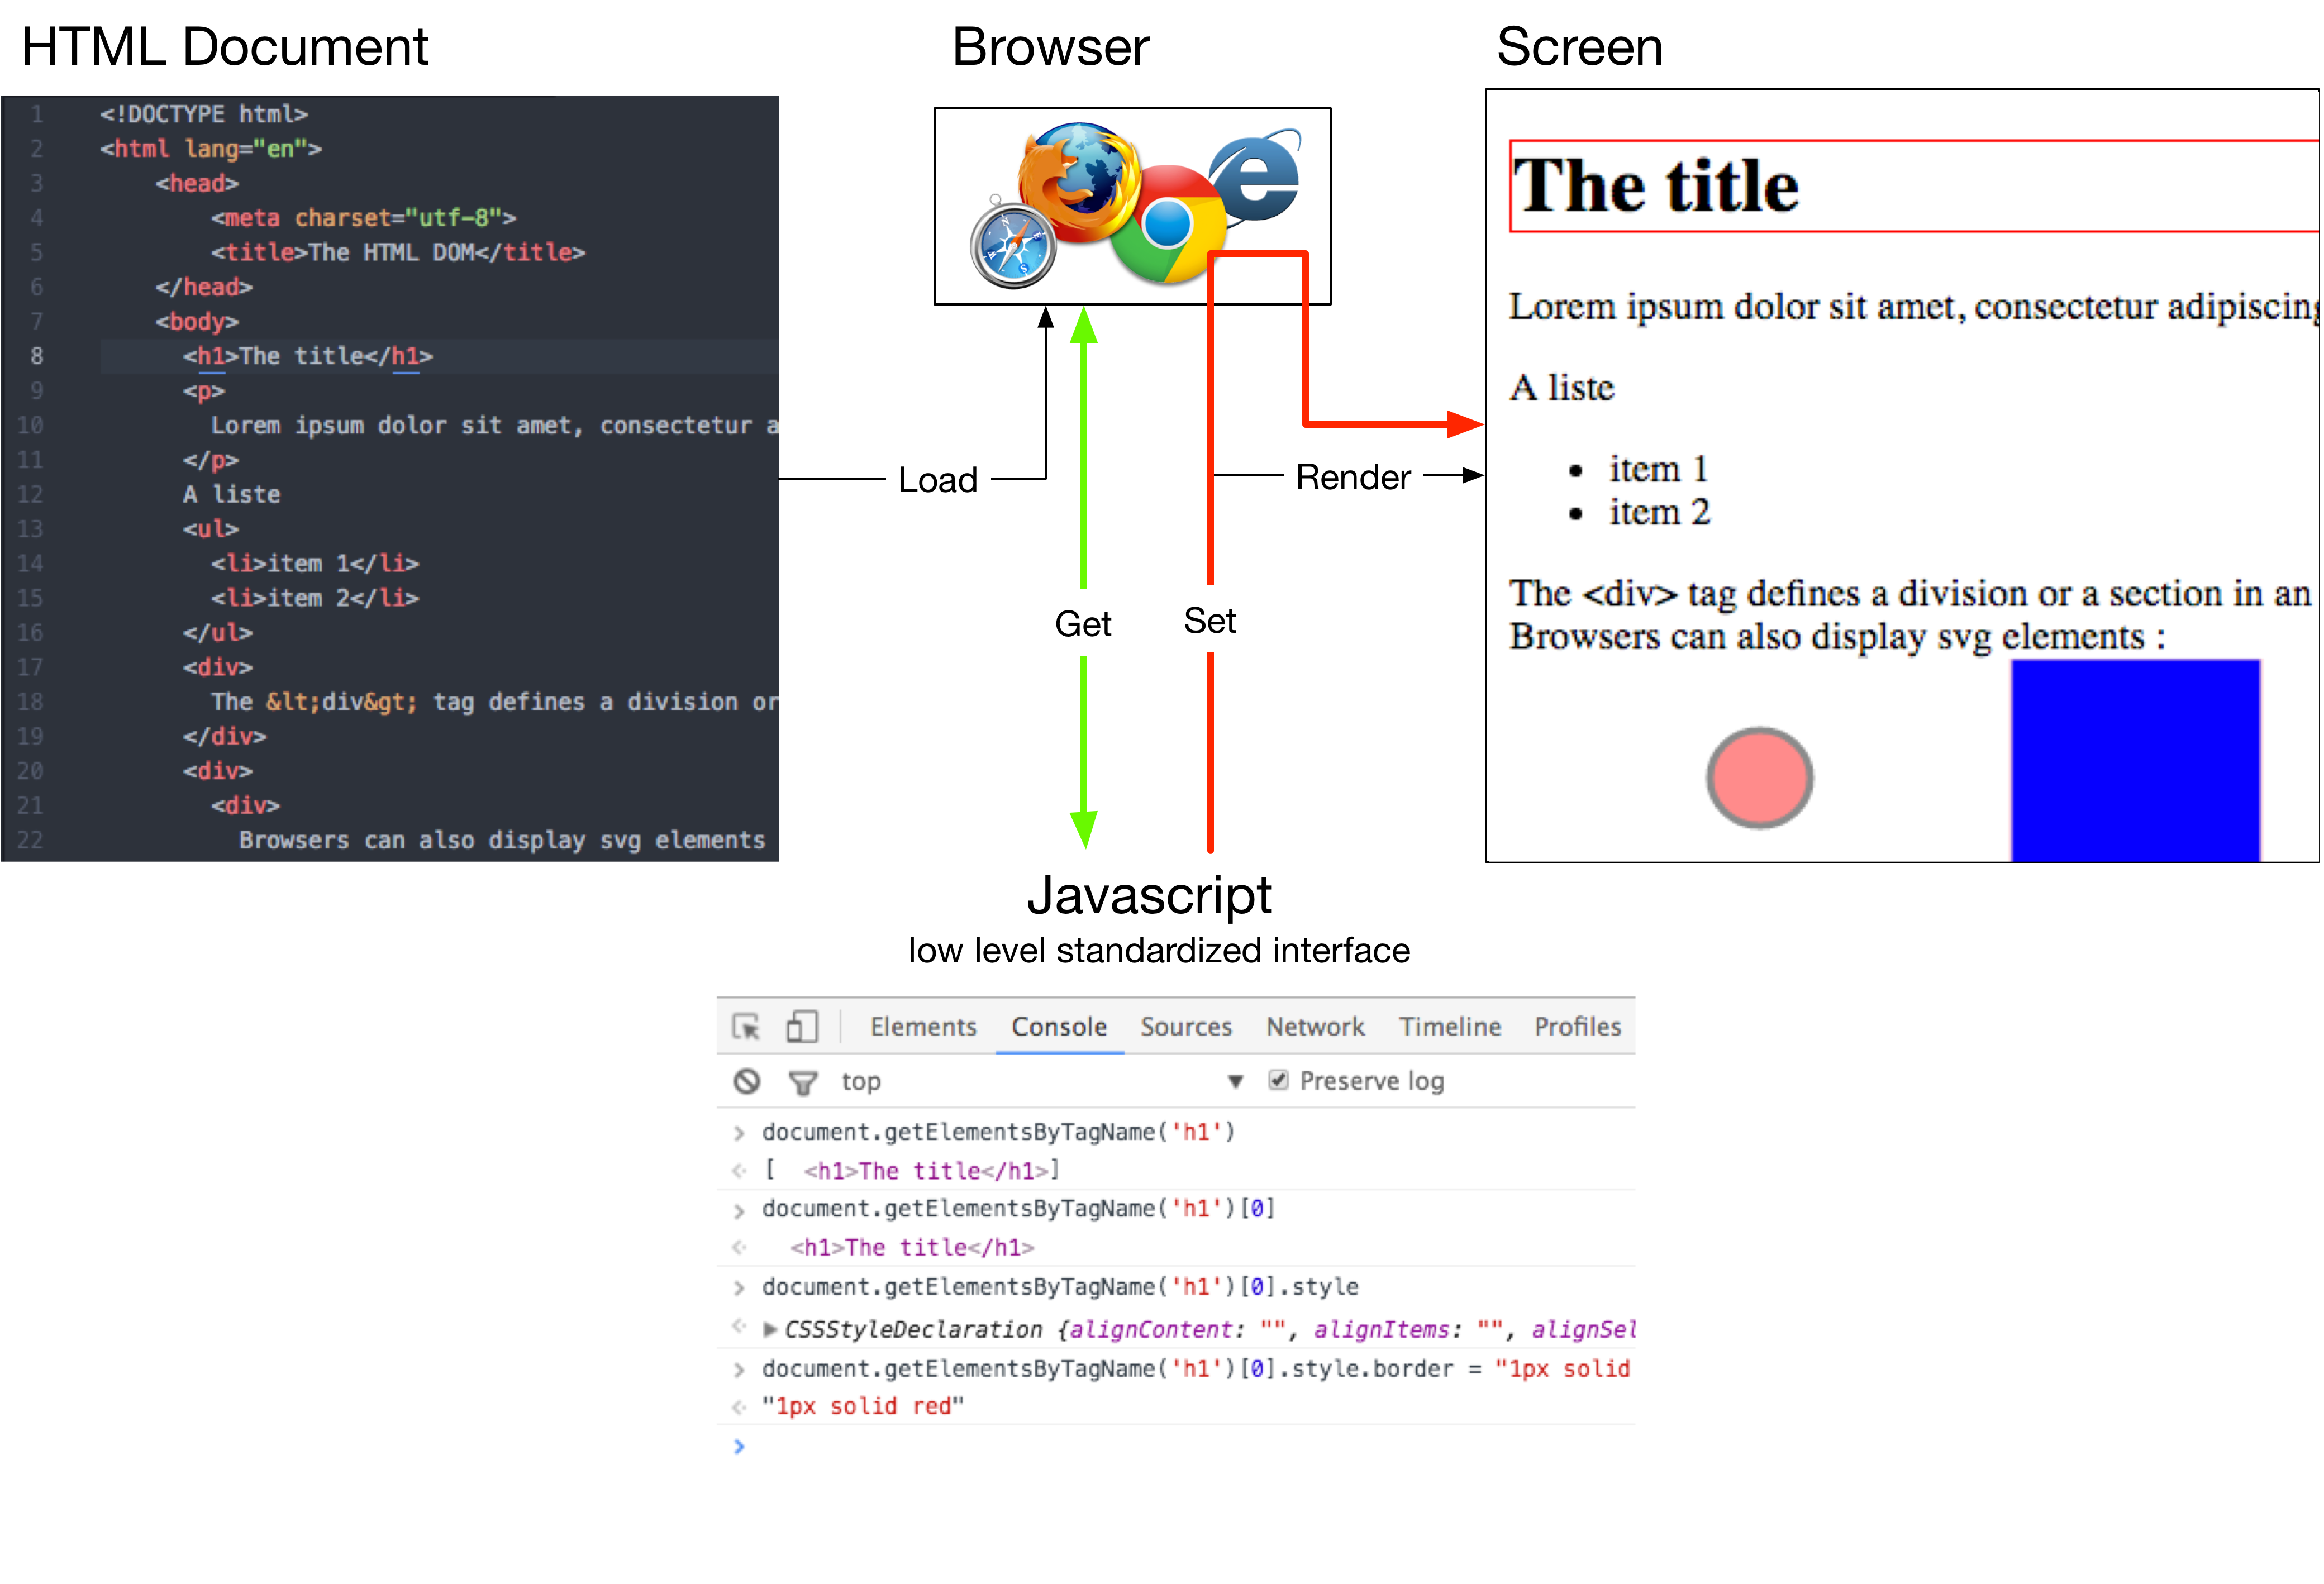 HTML Document
1 <!DOCTYPE html>
2 <html lang="en">
3 <head>
4 <meta charset="utf-8">
5 <title>The HTML DOM</title>
6 </head>
7 <body>
8 <h1>The title</h1>
9 <p>
10 Lorem ipsum dolor sit amet, consectetur a
11 </p>
12 A liste
13 <ul>
14 <li>item 1</li>
15 <li>item 2</li>
16 </ul>
17 <div>
18 The &lt;div&gt; tag defines a division or
19 </div>
20 <div>
21 <div>
22 Browsers can also display svg elements
Browser
Load
Render
Get
Set
Screen
The title
Lorem ipsum dolor sit amet, consectetur adipiscing
A liste
• item 1
• item 2
The <div> tag defines a division or a section in an
Browsers can also display svg elements :
Javascript
low level standardized interface
Elements Console Sources Network Timeline Profiles
top ▼ Preserve log
> document.getElementsByTagName('h1')
[ <h1>The title</h1>]
> document.getElementsByTagName('h1')[0]
<h1>The title</h1>
> document.getElementsByTagName('h1')[0].style
▶ CSSStyleDeclaration {alignContent: "", alignItems: "", alignSel
> document.getElementsByTagName('h1')[0].style.border = "1px solid
"1px solid red"
>